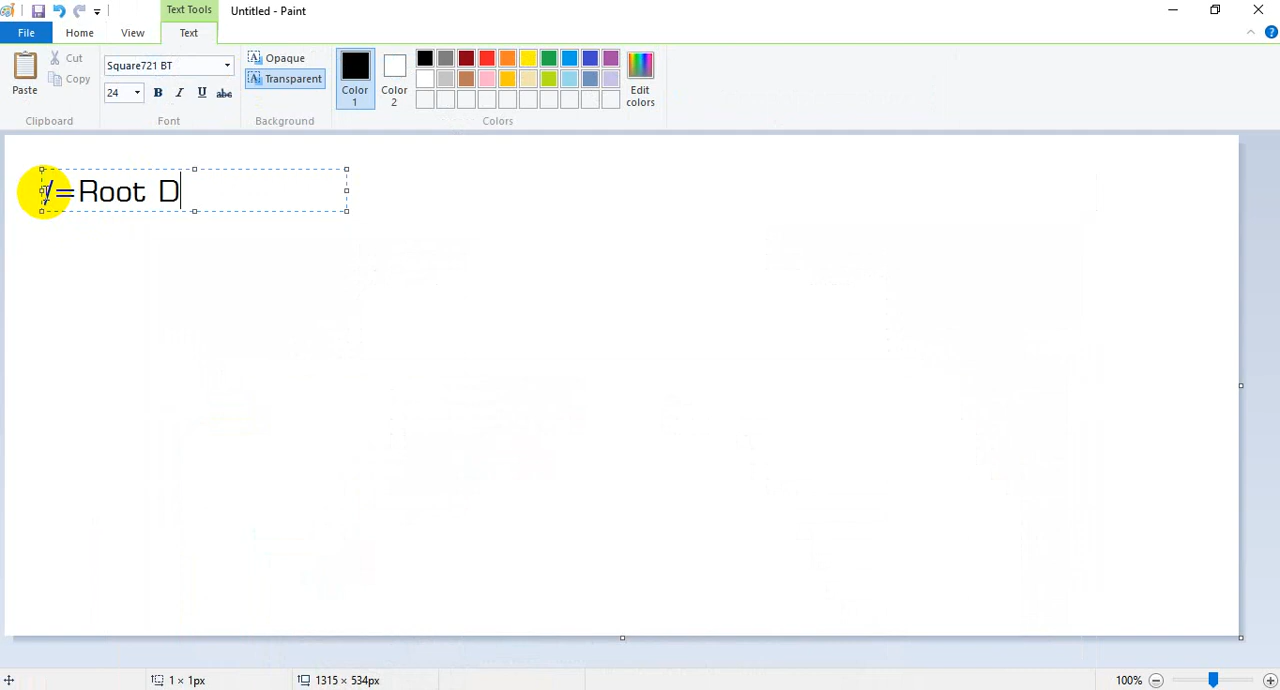 Text Tools
Untitled - Paint
File
Home
View
Text
Paste
Cut
Copy
Clipboard
Square721 BT
24
B
I
U
abc
Font
A Opaque
A Transparent
Background
Color 1
Color 2
Edit colors
Colors
?
/=Root D
1 × 1px
1315 × 534px
100%